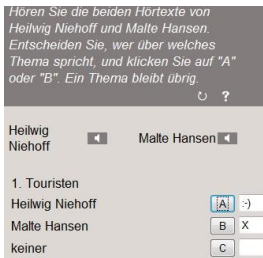 Hören Sie die beiden Hörtexte von
Heilwig Niehoff und Malte Hansen.
Entscheiden Sie, wer über welches
Thema spricht, und klicken Sie auf "A"
oder "B". Ein Thema bleibt übrig.
?
Heilwig
Niehoff
Malte Hansen
1. Touristen
Heilwig Niehoff A :-)
Malte Hansen B X
keiner C